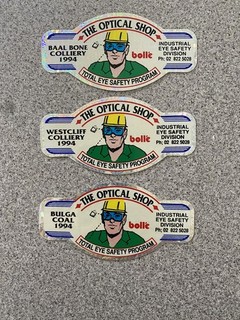 THE OPTICAL SHOP
BAAL BONE
COLLIERY
1994
bollé
INDUSTRIAL
EYE SAFETY
DIVISION
Ph: 02 822 5028
TOTAL EYE SAFETY PROGRAM
THE OPTICAL SHOP
WESTCLIFF
COLLIERY
1994
bollé
INDUSTRIAL
EYE SAFETY
DIVISION
Ph: 02 822 5028
TOTAL EYE SAFETY PROGRAM
THE OPTICAL SHOP
BULGA
COAL
1994
bollé
INDUSTRIAL
EYE SAFETY
DIVISION
Ph: 02 822 5028
TOTAL EYE SAFETY PROGRAM